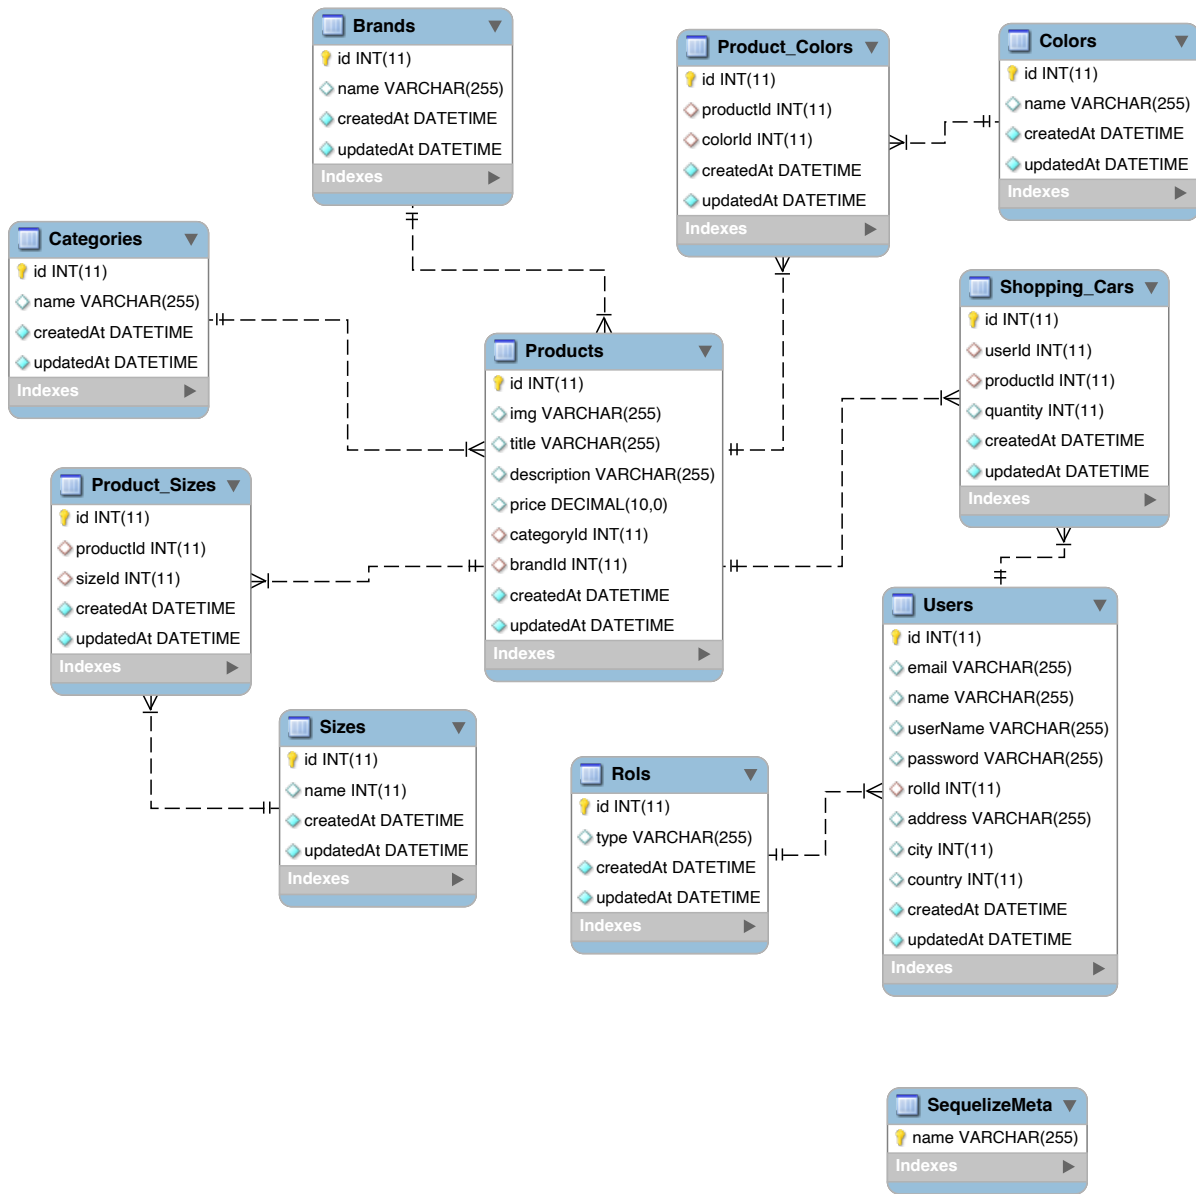 Brands
id INT(11)
name VARCHAR(255)
createdAt DATETIME
updatedAt DATETIME
Indexes
Product_Colors
id INT(11)
productId INT(11)
colorId INT(11)
createdAt DATETIME
updatedAt DATETIME
Indexes
Colors
id INT(11)
name VARCHAR(255)
createdAt DATETIME
updatedAt DATETIME
Indexes
Categories
id INT(11)
name VARCHAR(255)
createdAt DATETIME
updatedAt DATETIME
Indexes
Products
id INT(11)
img VARCHAR(255)
title VARCHAR(255)
description VARCHAR(255)
price DECIMAL(10,0)
categoryId INT(11)
brandId INT(11)
createdAt DATETIME
updatedAt DATETIME
Indexes
Shopping_Cars
id INT(11)
userId INT(11)
productId INT(11)
quantity INT(11)
createdAt DATETIME
updatedAt DATETIME
Indexes
Product_Sizes
id INT(11)
productId INT(11)
sizeId INT(11)
createdAt DATETIME
updatedAt DATETIME
Indexes
Sizes
id INT(11)
name INT(11)
createdAt DATETIME
updatedAt DATETIME
Indexes
Rols
id INT(11)
type VARCHAR(255)
createdAt DATETIME
updatedAt DATETIME
Indexes
Users
id INT(11)
email VARCHAR(255)
name VARCHAR(255)
userName VARCHAR(255)
password VARCHAR(255)
rolId INT(11)
address VARCHAR(255)
city INT(11)
country INT(11)
createdAt DATETIME
updatedAt DATETIME
Indexes
SequelizeMeta
name VARCHAR(255)
Indexes